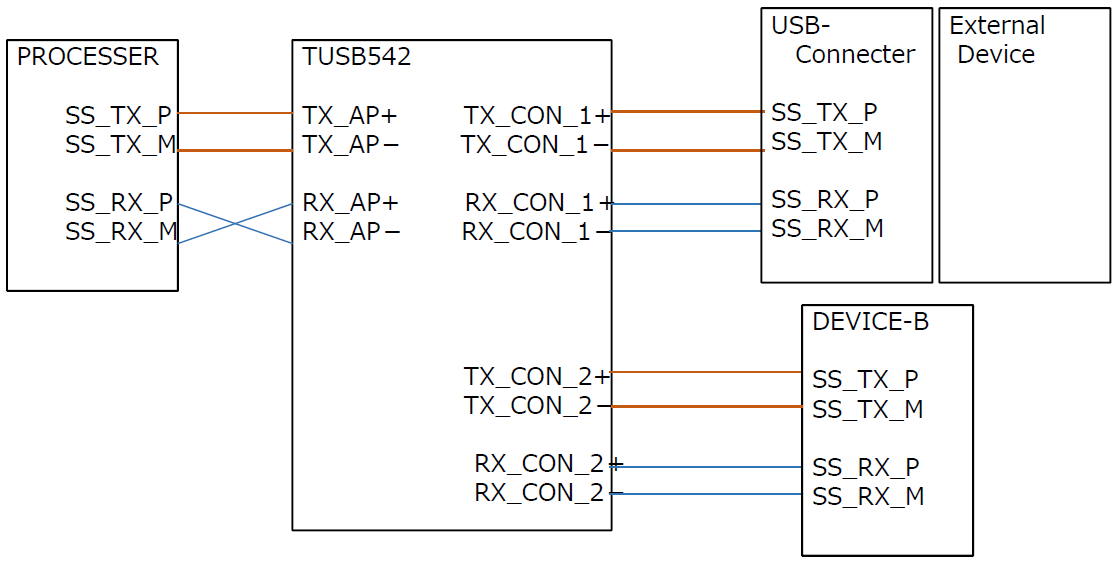 PROCESSER
SS_TX_P
SS_TX_M
SS_RX_P
SS_RX_M
TUSB542
TX_AP+
TX_AP−
RX_AP+
RX_AP−
TX_CON_1+
TX_CON_1−
RX_CON_1+
RX_CON_1−
TX_CON_2+
TX_CON_2−
RX_CON_2+
RX_CON_2−
USB-
Connecter
SS_TX_P
SS_TX_M
SS_RX_P
SS_RX_M
External
Device
DEVICE-B
SS_TX_P
SS_TX_M
SS_RX_P
SS_RX_M